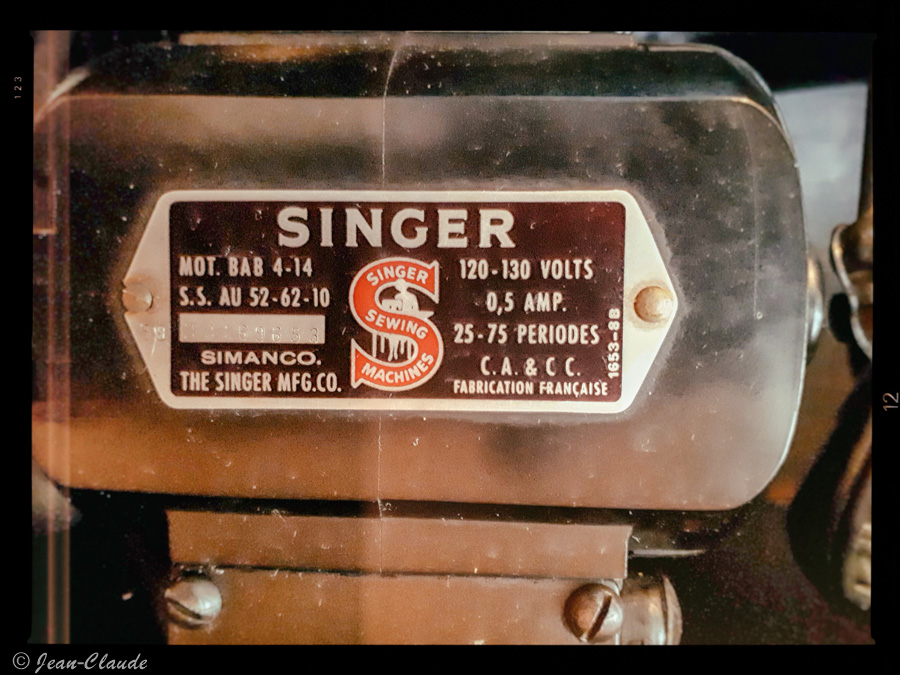 123
SINGER
MOT. BAB 4-14
S.S. AU 52-62-10
SIMANCO.
THE SINGER MFG.CO.
SINGER
SEWING
MACHINES
120-130 VOLTS
0,5 AMP.
25-75 PERIODES
C.A. & C C.
FABRICATION FRANÇAISE
1653-8B
12
© Jean-Claude